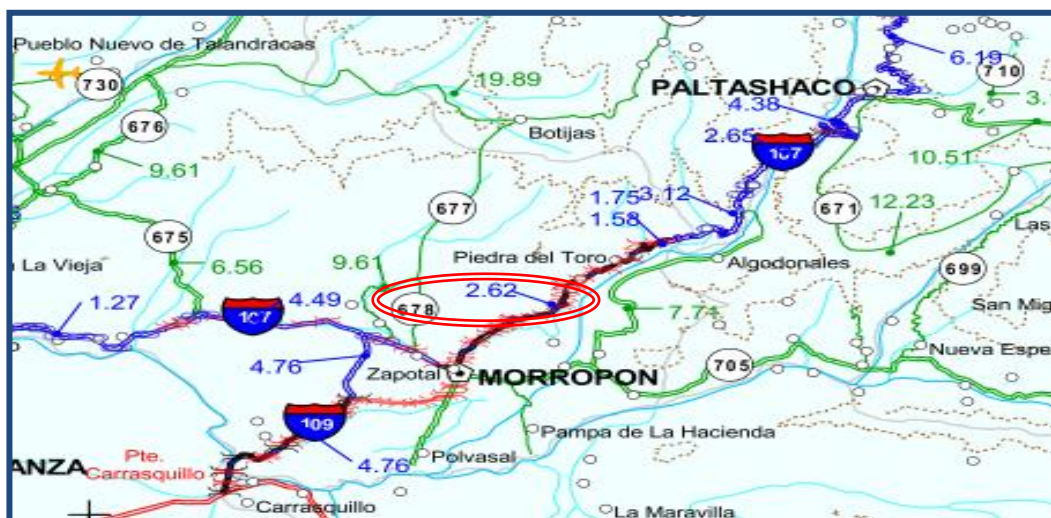 Pueblo Nuevo de Talandracas
730
676
9.61
19.89
Botijas
PALTASHACO
6.19
710
4.38
2.65
107
10.51
671
12.23
677
1.75
3.12
1.58
675
6.56
La Vieja
Piedra del Toro
Algodonales
699
9.61
2.62
678
1.27
107
4.49
7.71
San Mig
Nueva Espe
4.76
Zapotal
MORROPON
705
109
Pampa de La Hacienda
4.76
Polvasal
ANZA
Pte.
Carrasquillo
Carrasquillo
La Maravilla